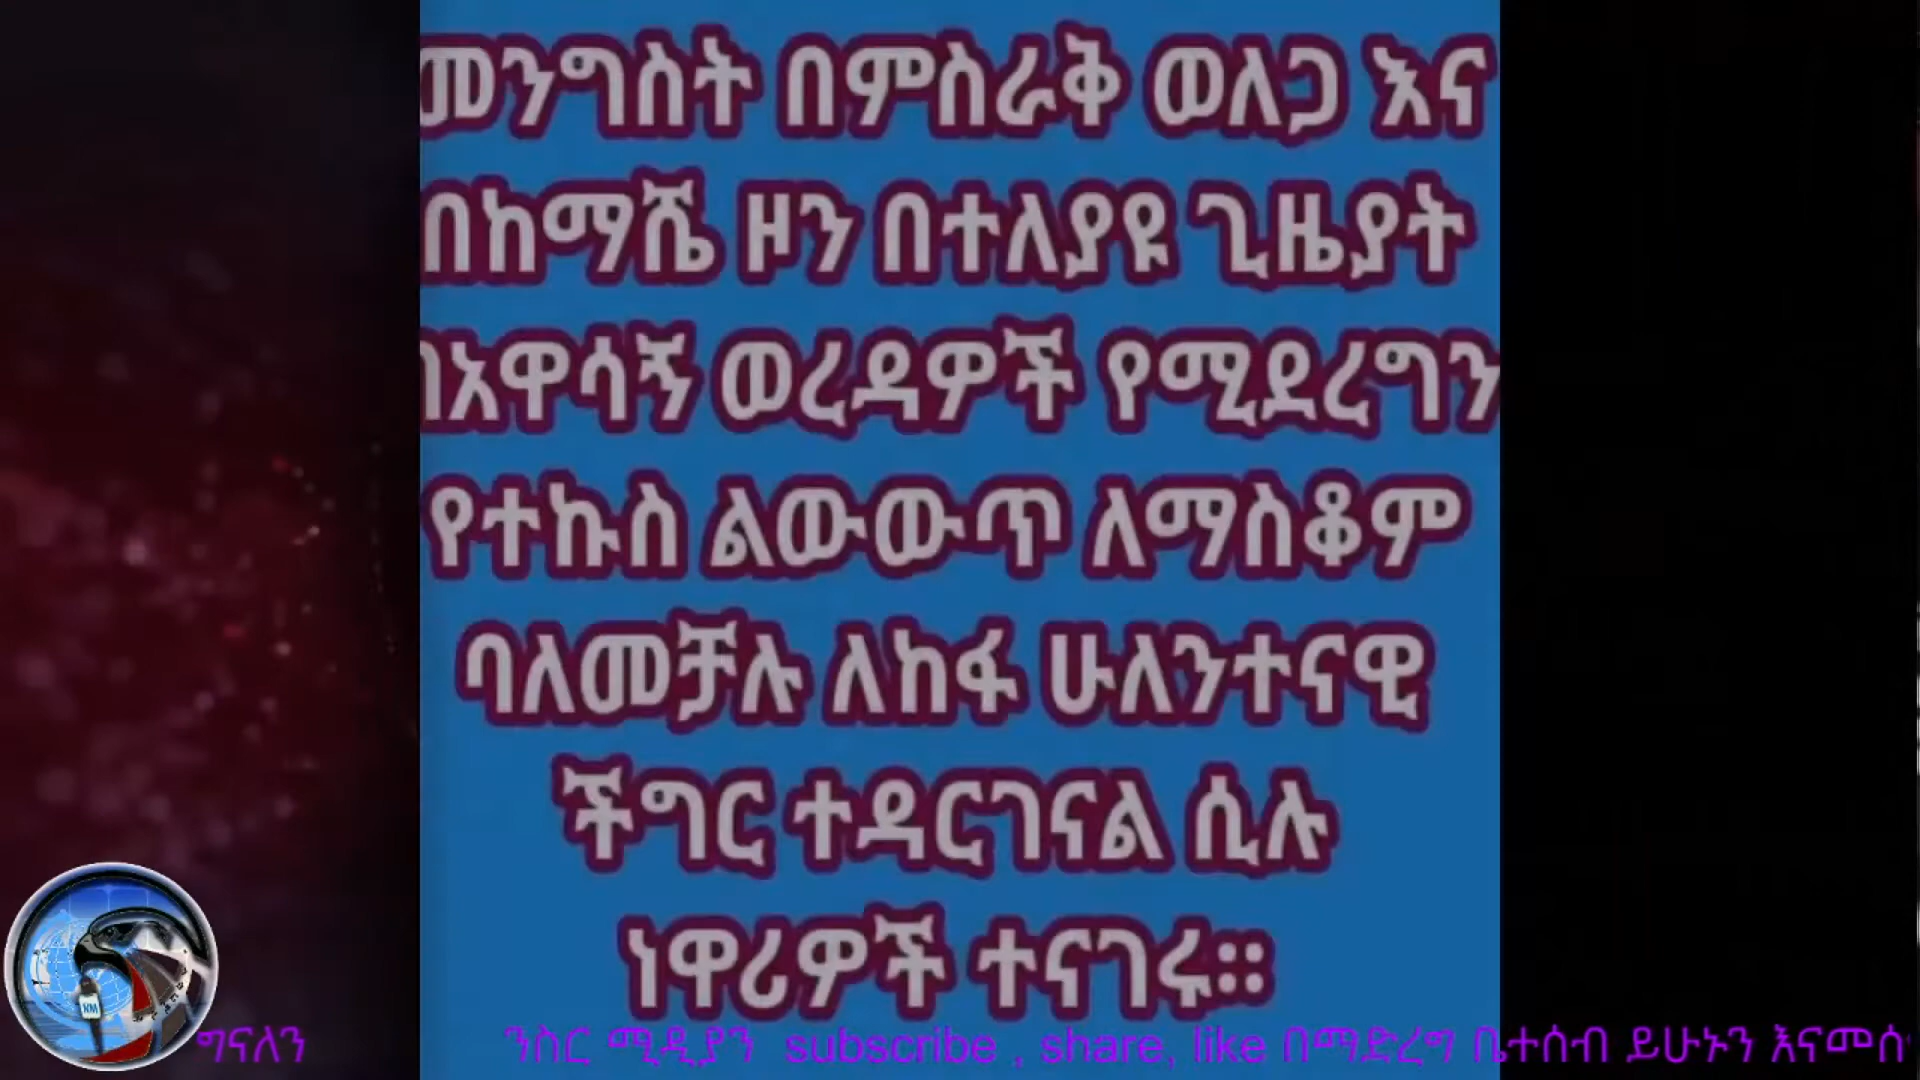 መንግስት በምስራቅ ወለጋ እና
በከማሼ ዞን በተለያዩ ጊዜያት
በአዋሳኝ ወረዳዎች የሚደረግን
የተኩስ ልውውጥ ለማስቆም
ባለመቻሉ ለከፋ ሁለንተናዊ
ችግር ተዳርገናል ሲሉ
ነዋሪዎች ተናገሩ።
NM
ግናለን ንስር ሚዲያን subscribe , share, like በማድረግ ቤተሰብ ይሁኑን እናመሰ